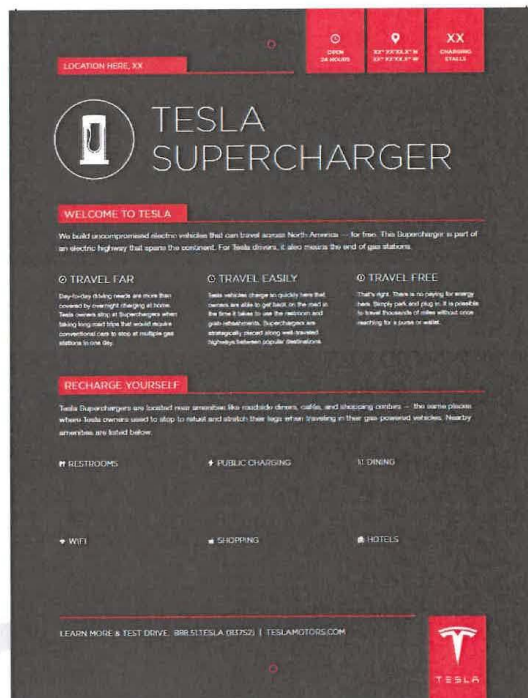 OPEN
24 HOURS
XX° XX'XX.X" N
XX° XX'XX.X" W
XX
CHARGING
STALLS
LOCATION HERE, XX
TESLA
SUPERCHARGER
WELCOME TO TESLA
We build uncompromised electric vehicles that can travel across North America — for free. This Supercharger is part of
an electric highway that spans the continent. For Tesla drivers, it also means the end of gas stations.
TRAVEL FAR
Day-to-day driving needs are more than
covered by overnight charging at home.
Tesla owners stop at Superchargers when
taking long road trips that would require
conventional cars to stop at multiple gas
stations in one day.
TRAVEL EASILY
Tesla vehicles charge so quickly here that
owners are able to get back on the road in
the time it takes to use the restroom and
grab refreshments. Superchargers are
strategically placed along well-traveled
highways between popular destinations.
TRAVEL FREE
That's right. There is no paying for energy
here. Simply park and plug in. It is possible
to travel thousands of miles without once
reaching for a purse or wallet.
RECHARGE YOURSELF
Tesla Superchargers are located near amenities like roadside diners, cafés, and shopping centers — the same places
where Tesla owners used to stop to refuel and stretch their legs when traveling in their gas-powered vehicles. Nearby
amenities are listed below.
RESTROOMS
PUBLIC CHARGING
DINING
WIFI
SHOPPING
HOTELS
LEARN MORE & TEST DRIVE: 888.51.TESLA (83752) | TESLAMOTORS.COM
TESLA